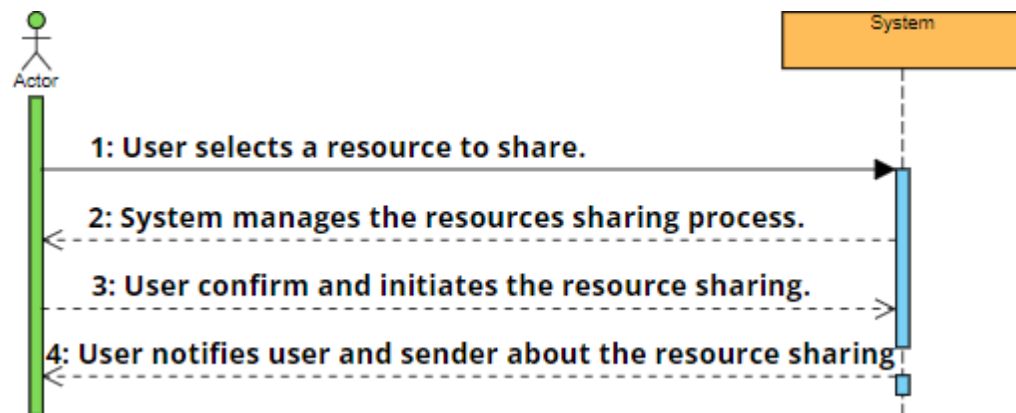 System
Actor
1: User selects a resource to share.
2: System manages the resources sharing process.
3: User confirm and initiates the resource sharing.
4: User notifies user and sender about the resource sharing